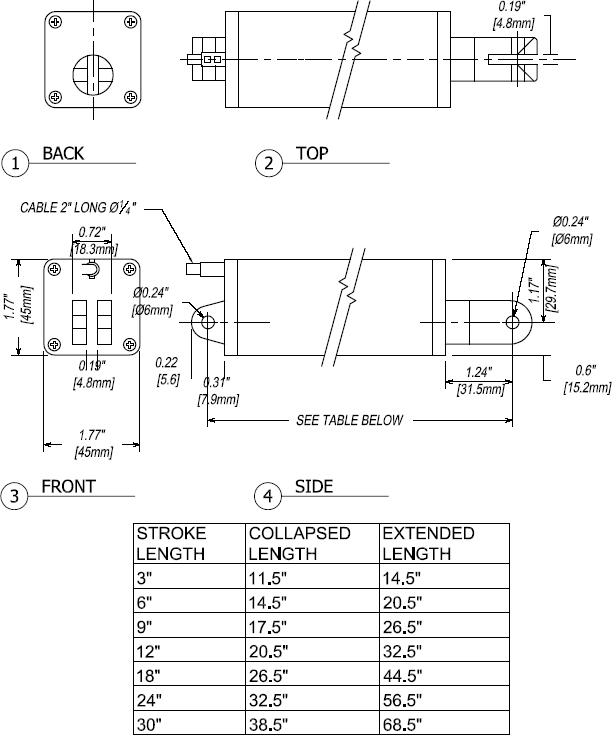 0.19"
[4.8mm]
1 BACK
2 TOP
CABLE 2" LONG Ø1/4"
0.72"
[18.3mm]
Ø0.24"
[Ø6mm]
Ø0.24"
[Ø6mm]
1.77"
[45mm]
1.17"
[29.7mm]
0.19"
[4.8mm]
0.22
[5.6]
0.31"
[7.9mm]
1.24"
[31.5mm]
0.6"
[15.2mm]
SEE TABLE BELOW
1.77"
[45mm]
3 FRONT
4 SIDE
STROKE LENGTH COLLAPSED LENGTH EXTENDED LENGTH
3" 11.5" 14.5"
6" 14.5" 20.5"
9" 17.5" 26.5"
12" 20.5" 32.5"
18" 26.5" 44.5"
24" 32.5" 56.5"
30" 38.5" 68.5"